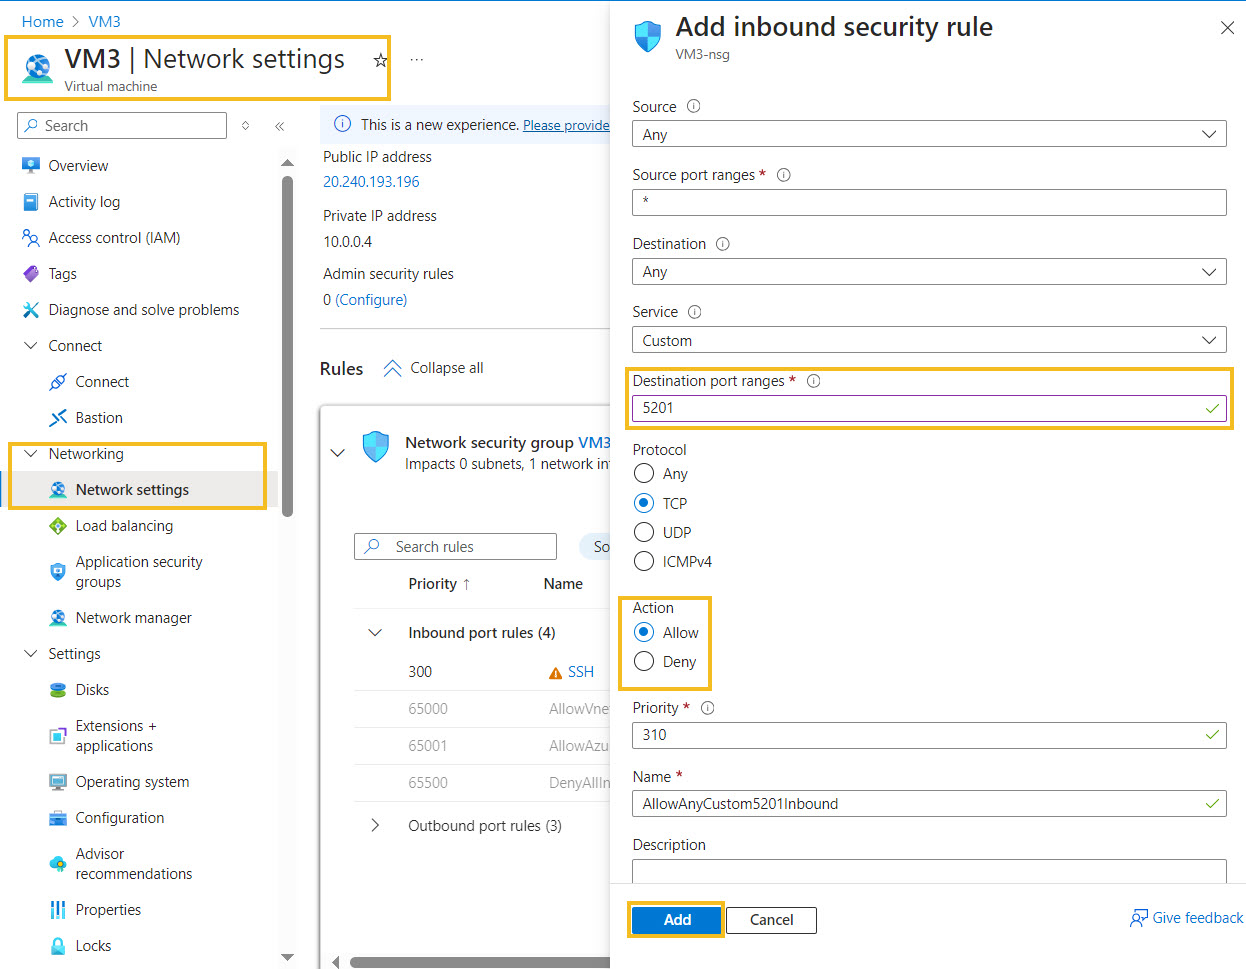 Home > VM3
VM3 | Network settings
Virtual machine
Search
Overview
Activity log
Access control (IAM)
Tags
Diagnose and solve problems
Connect
Connect
Bastion
Networking
Network settings
Load balancing
Application security
groups
Network manager
Settings
Disks
Extensions +
applications
Operating system
Configuration
Advisor
recommendations
Properties
Locks
This is a new experience. Please provide
Public IP address
20.240.193.196
Private IP address
10.0.0.4
Admin security rules
0 (Configure)
Rules
Collapse all
Network security group VM3
Impacts 0 subnets, 1 network in
Search rules
So
Priority ↑ Name
Inbound port rules (4)
300 SSH
65000 AllowVne
65001 AllowAzu
65500 DenyAllIn
Outbound port rules (3)
Add inbound security rule
VM3-nsg
Source
Any
Source port ranges *
*
Destination
Any
Service
Custom
Destination port ranges *
5201
Protocol
Any
TCP
UDP
ICMPv4
Action
Allow
Deny
Priority *
310
Name *
AllowAnyCustom5201Inbound
Description
Add
Cancel
Give feedback